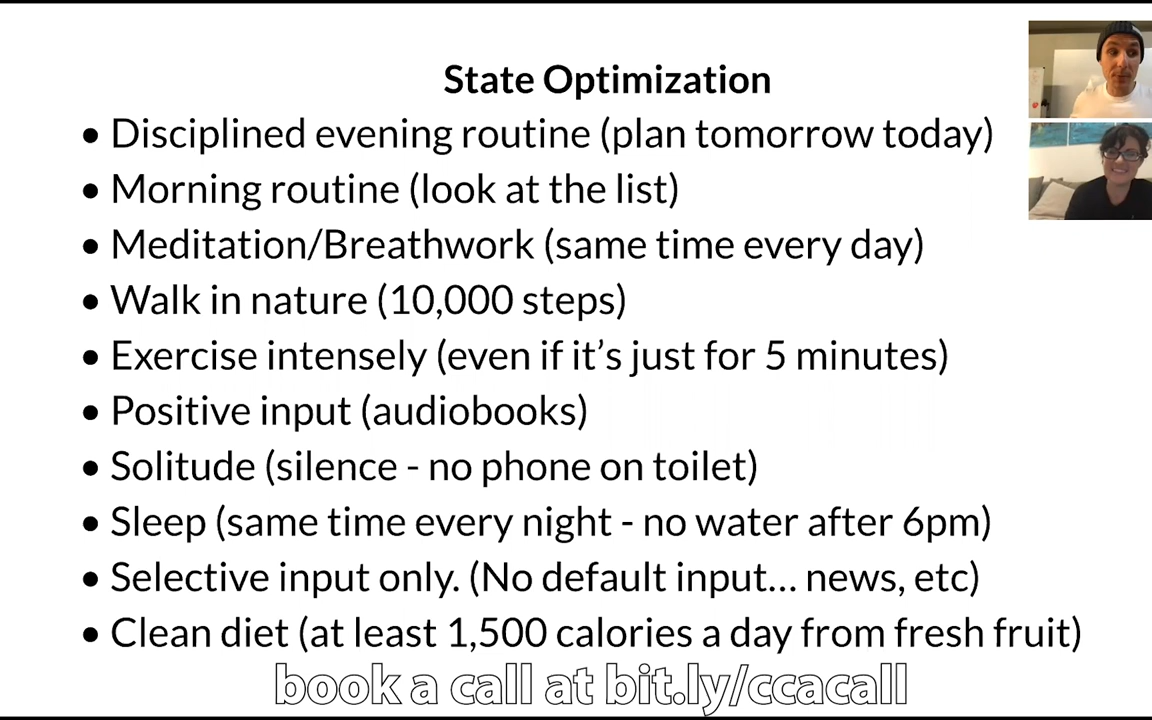 State Optimization
• Disciplined evening routine (plan tomorrow today)
• Morning routine (look at the list)
• Meditation/Breathwork (same time every day)
• Walk in nature (10,000 steps)
• Exercise intensely (even if it’s just for 5 minutes)
• Positive input (audiobooks)
• Solitude (silence - no phone on toilet)
• Sleep (same time every night - no water after 6pm)
• Selective input only. (No default input... news, etc)
• Clean diet (at least 1,500 calories a day from fresh fruit)
book a call at bit.ly/ccacall